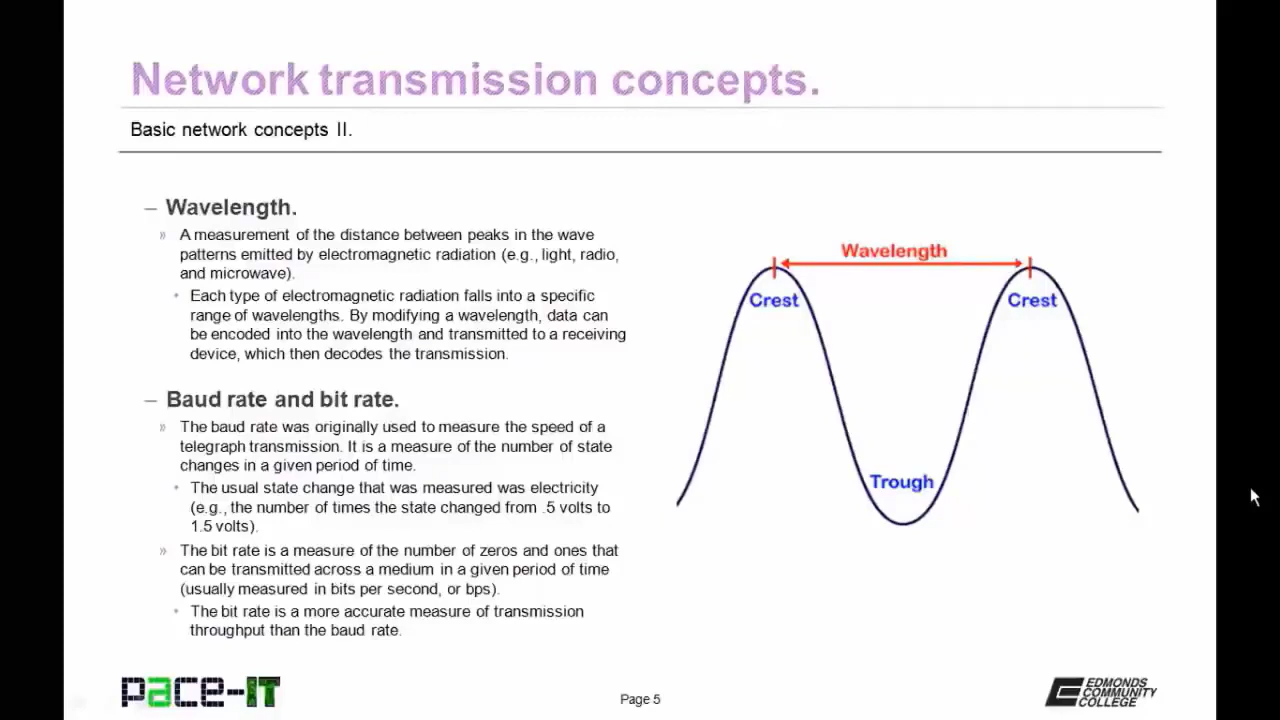 Network transmission concepts.
Basic network concepts II.
– Wavelength.
» A measurement of the distance between peaks in the wave
patterns emitted by electromagnetic radiation (e.g., light, radio,
and microwave).
• Each type of electromagnetic radiation falls into a specific
range of wavelengths. By modifying a wavelength, data can
be encoded into the wavelength and transmitted to a receiving
device, which then decodes the transmission.
– Baud rate and bit rate.
» The baud rate was originally used to measure the speed of a
telegraph transmission. It is a measure of the number of state
changes in a given period of time.
• The usual state change that was measured was electricity
(e.g., the number of times the state changed from .5 volts to
1.5 volts).
» The bit rate is a measure of the number of zeros and ones that
can be transmitted across a medium in a given period of time
(usually measured in bits per second, or bps).
• The bit rate is a more accurate measure of transmission
throughput than the baud rate.
Wavelength
Crest
Crest
Trough
pace-IT
Page 5
EDMONDS
COMMUNITY
COLLEGE